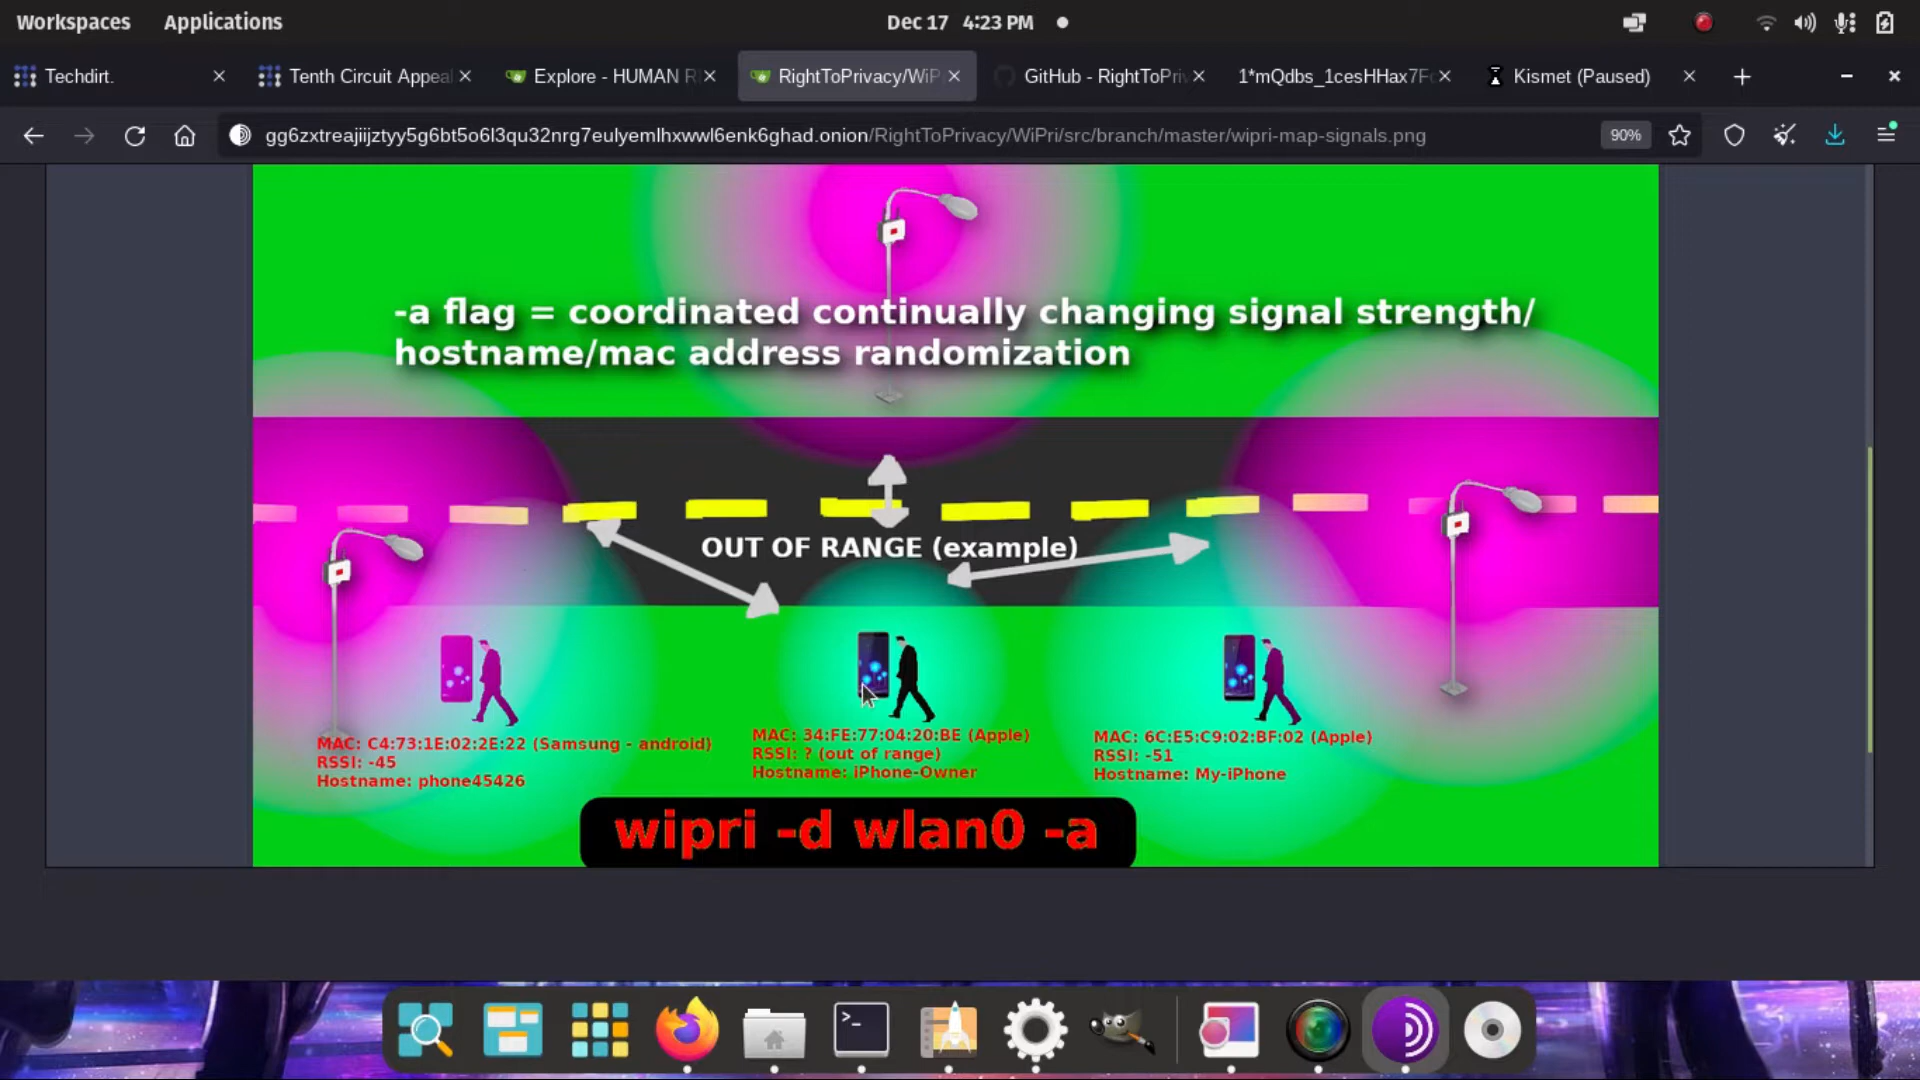 Workspaces Applications Dec 17 4:23 PM
Techdirt. Tenth Circuit Appeal Explore - HUMAN R RightToPrivacy/WiP GitHub - RightToPriv Kismet (Paused)
gg6zxtreajiijztyy5g6bt5o6l3qu32nrg7eulyemlhxwwl6enk6ghad.onion/RightToPrivacy/WiPri/src/branch/master/wipri-map-signals.png 90%
-a flag = coordinated continually changing signal strength/
hostname/mac address randomization
OUT OF RANGE (example)
MAC: C4:73:1E:02:2E:22 (Samsung - android)
RSSI: -45
Hostname: phone45426
MAC: 34:FE:77:04:20:BE (Apple)
RSSI: ? (out of range)
Hostname: iPhone-Owner
MAC: 6C:E5:C9:02:BF:02 (Apple)
RSSI: -51
Hostname: My-iPhone
wipri -d wlan0 -a